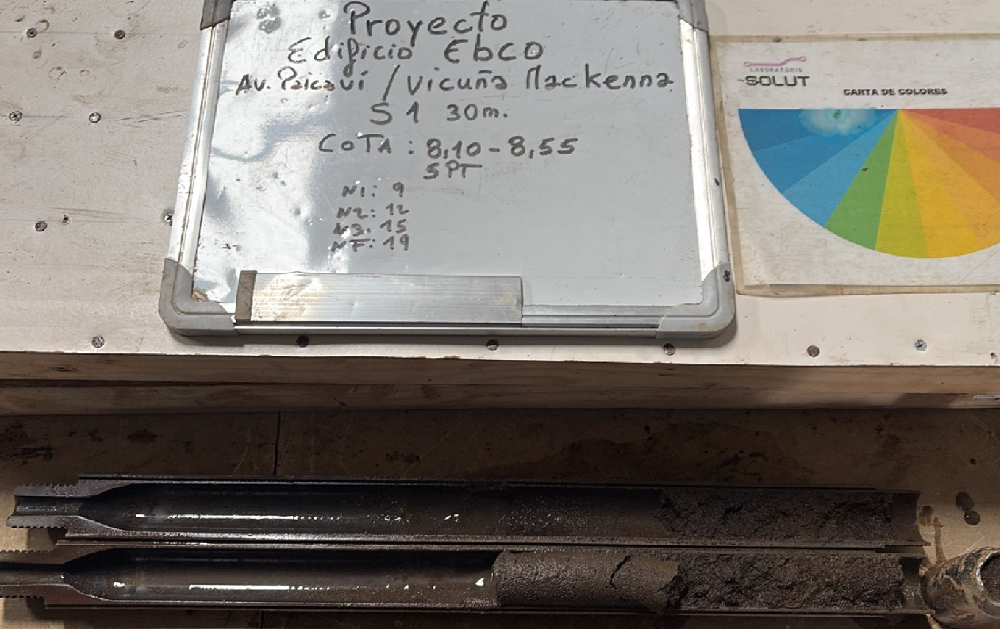 Proyecto
Edificio Ebco
Av. Paicaví / Vicuña Mackenna
S1 30m.
COTA : 8,10 - 8,55
SPT
N1: 9
N2: 12
N3: 15
NF: 19
LABORATORIO
SOLUT
CARTA DE COLORES